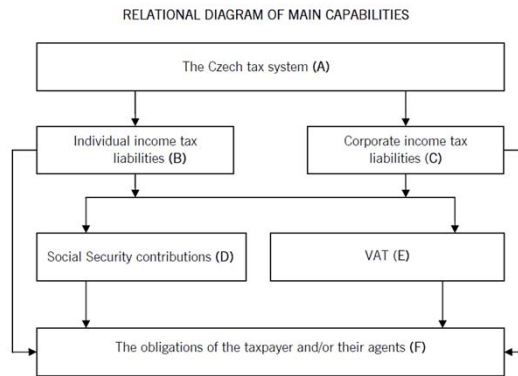 RELATIONAL DIAGRAM OF MAIN CAPABILITIES
The Czech tax system (A)
Individual income tax
liabilities (B)
Corporate income tax
liabilities (C)
Social Security contributions (D)
VAT (E)
The obligations of the taxpayer and/or their agents (F)